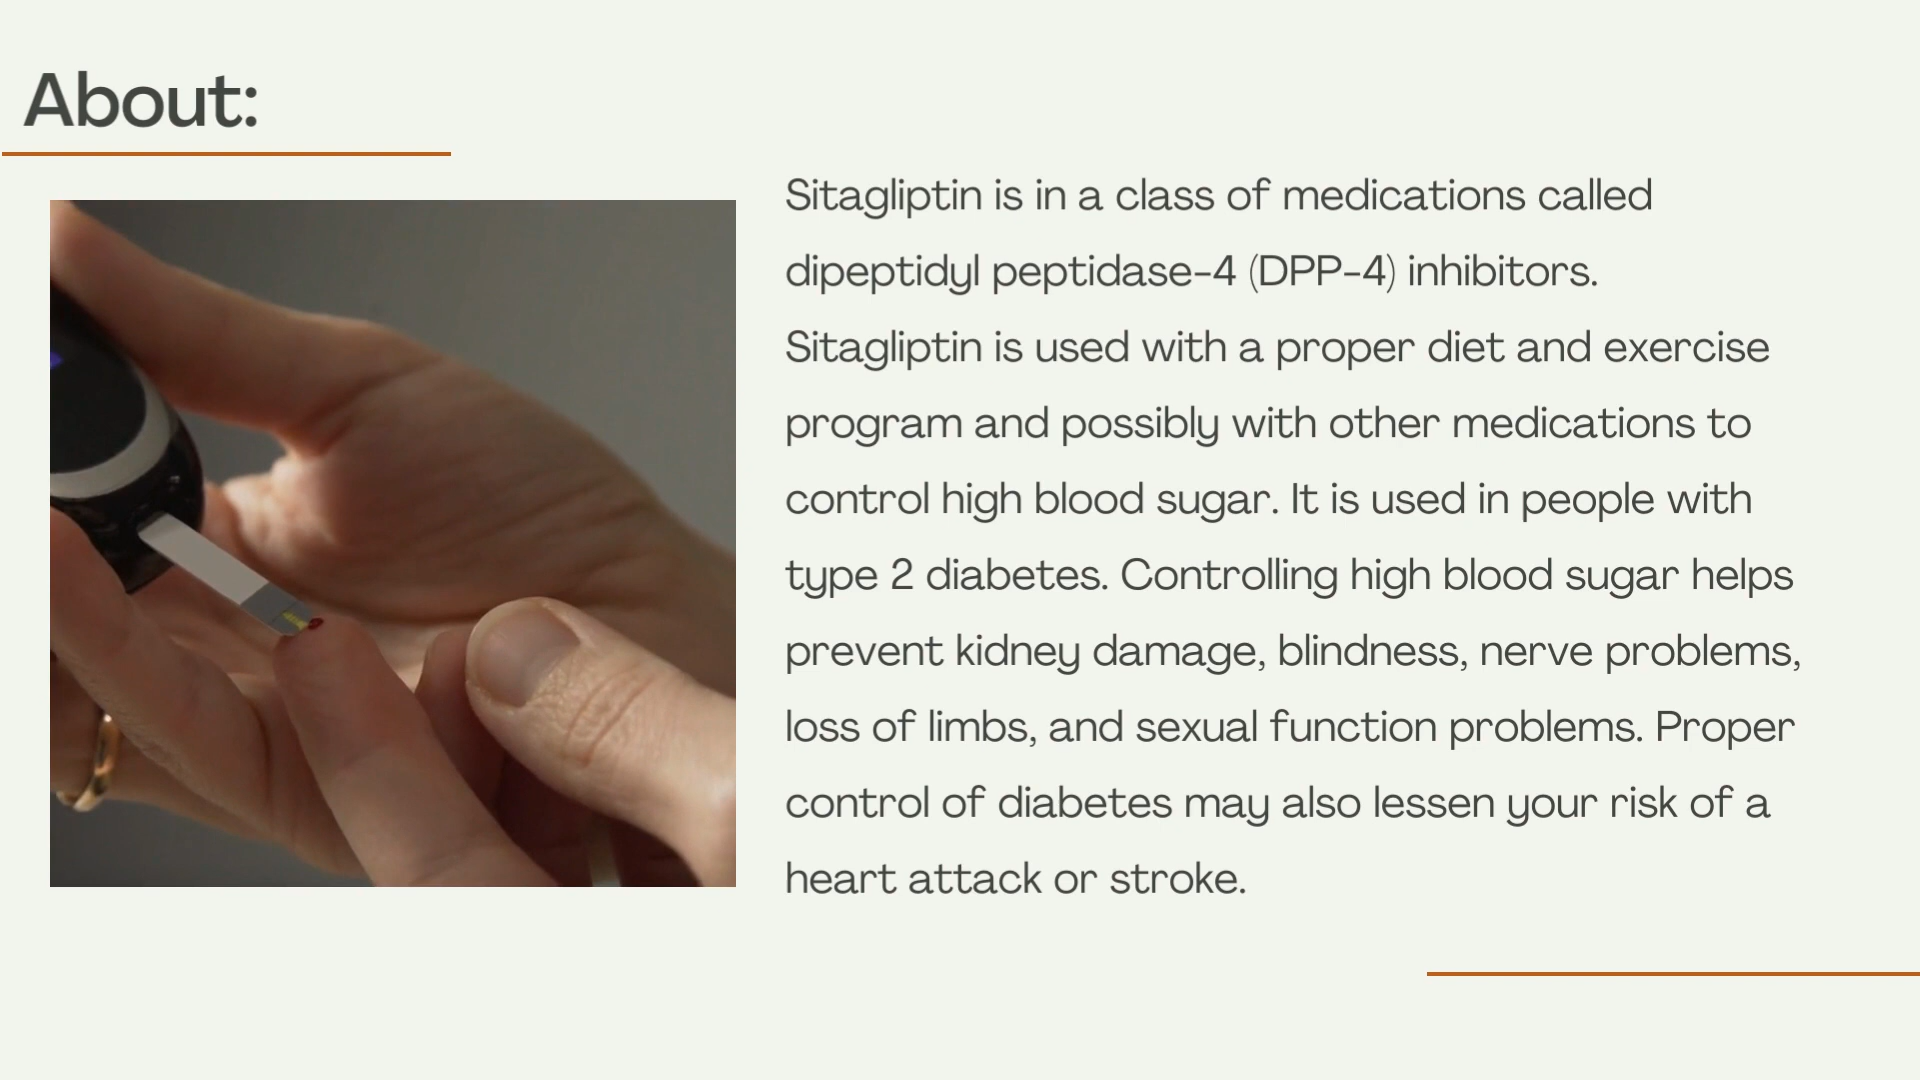 About:
Sitagliptin is in a class of medications called
dipeptidyl peptidase-4 (DPP-4) inhibitors.
Sitagliptin is used with a proper diet and exercise
program and possibly with other medications to
control high blood sugar. It is used in people with
type 2 diabetes. Controlling high blood sugar helps
prevent kidney damage, blindness, nerve problems,
loss of limbs, and sexual function problems. Proper
control of diabetes may also lessen your risk of a
heart attack or stroke.